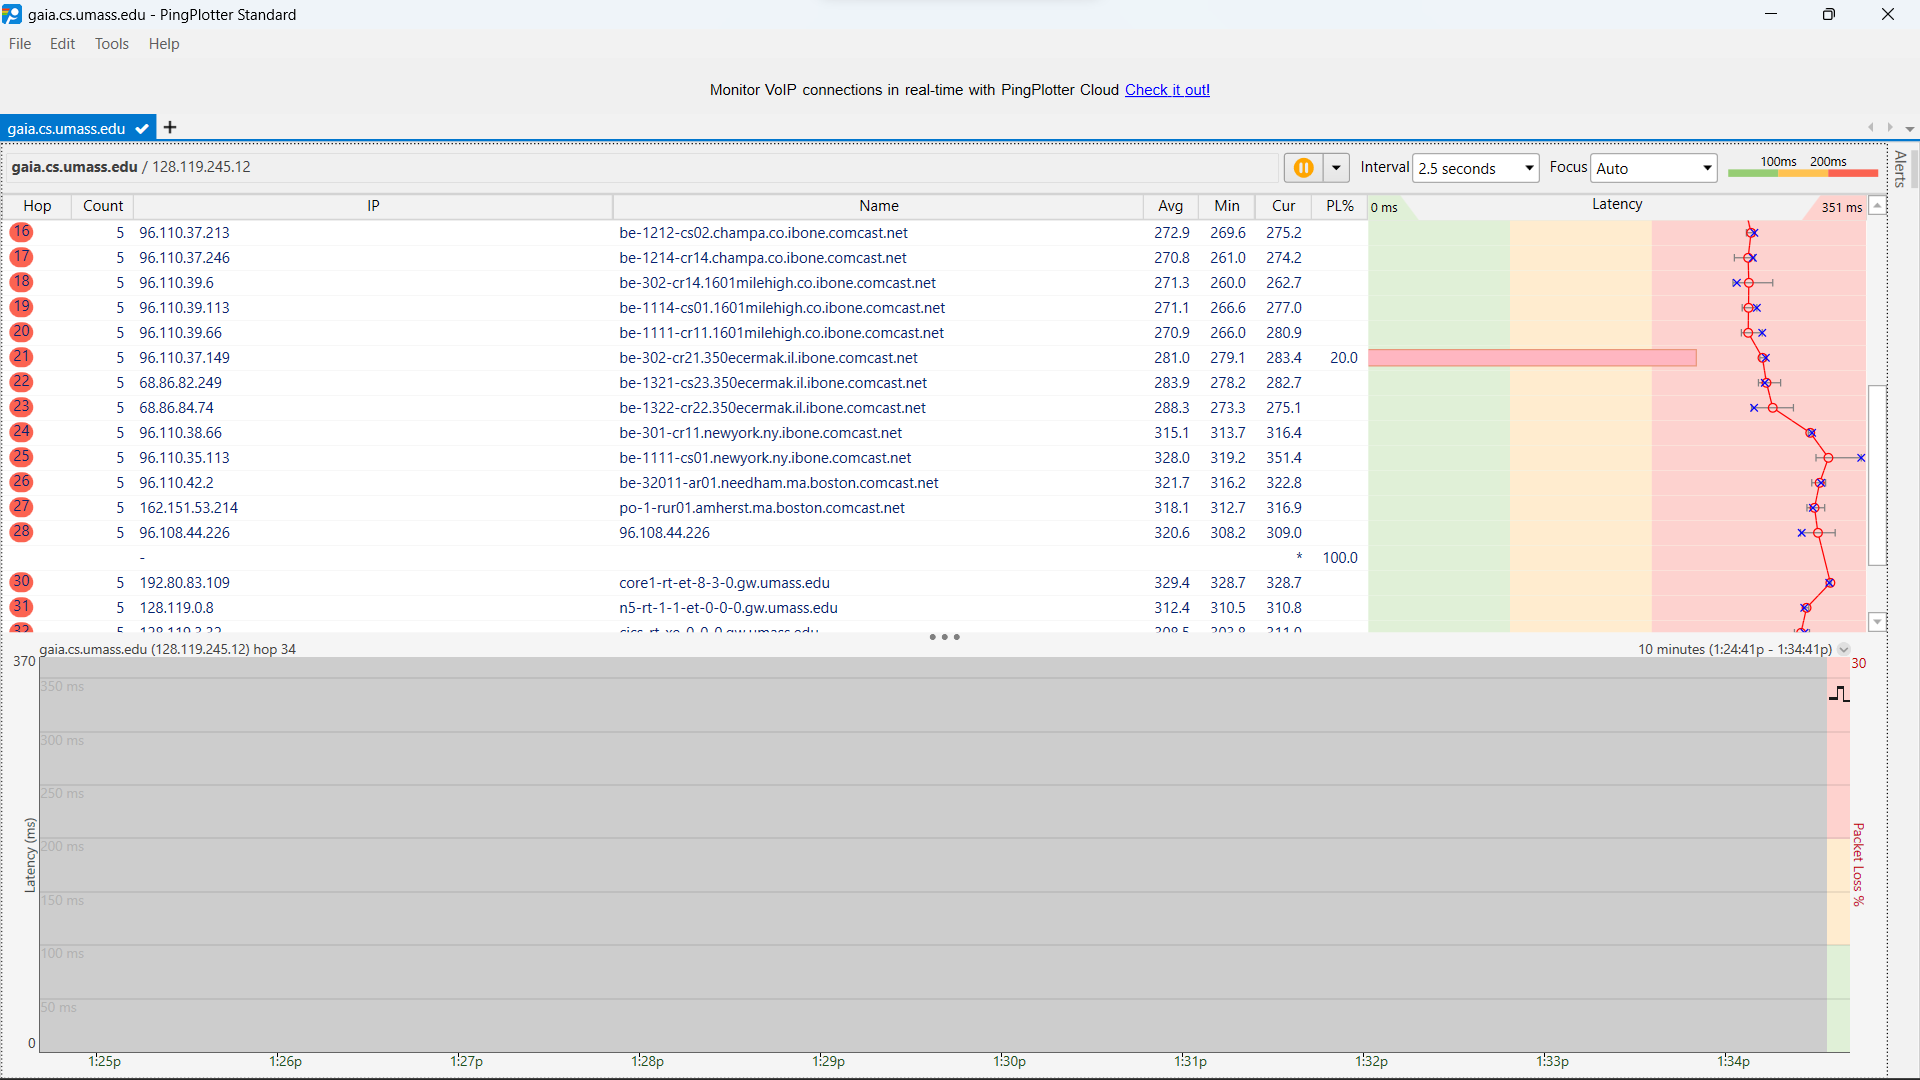 gaia.cs.umass.edu - PingPlotter Standard
File Edit Tools Help
Monitor VoIP connections in real-time with PingPlotter Cloud Check it out!
gaia.cs.umass.edu
gaia.cs.umass.edu / 128.119.245.12 Interval 2.5 seconds Focus Auto 100ms 200ms
Alerts
Hop Count IP Name Avg Min Cur PL% 0 ms Latency 351 ms
16 5 96.110.37.213 be-1212-cs02.champa.co.ibone.comcast.net 272.9 269.6 275.2
17 5 96.110.37.246 be-1214-cr14.champa.co.ibone.comcast.net 270.8 261.0 274.2
18 5 96.110.39.6 be-302-cr14.1601milehigh.co.ibone.comcast.net 271.3 260.0 262.7
19 5 96.110.39.113 be-1114-cs01.1601milehigh.co.ibone.comcast.net 271.1 266.6 277.0
20 5 96.110.39.66 be-1111-cr11.1601milehigh.co.ibone.comcast.net 270.9 266.0 280.9
21 5 96.110.37.149 be-302-cr21.350ecermak.il.ibone.comcast.net 281.0 279.1 283.4 20.0
22 5 68.86.82.249 be-1321-cs23.350ecermak.il.ibone.comcast.net 283.9 278.2 282.7
23 5 68.86.84.74 be-1322-cr22.350ecermak.il.ibone.comcast.net 288.3 273.3 275.1
24 5 96.110.38.66 be-301-cr11.newyork.ny.ibone.comcast.net 315.1 313.7 316.4
25 5 96.110.35.113 be-1111-cs01.newyork.ny.ibone.comcast.net 328.0 319.2 351.4
26 5 96.110.42.2 be-32011-ar01.needham.ma.boston.comcast.net 321.7 316.2 322.8
27 5 162.151.53.214 po-1-rur01.amherst.ma.boston.comcast.net 318.1 312.7 316.9
28 5 96.108.44.226 96.108.44.226 320.6 308.2 309.0
- * 100.0
30 5 192.80.83.109 core1-rt-et-8-3-0.gw.umass.edu 329.4 328.7 328.7
31 5 128.119.0.8 n5-rt-1-1-et-0-0-0.gw.umass.edu 312.4 310.5 310.8
32 5 128.119.3.32 cics-rt-xe-0-0-0.gw.umass.edu 308.5 303.9 311.0
gaia.cs.umass.edu (128.119.245.12) hop 34 10 minutes (1:24:41p - 1:34:41p)
370 30
350 ms
300 ms
250 ms
200 ms
150 ms
100 ms
50 ms
0
Latency (ms)
Packet Loss %
1:25p 1:26p 1:27p 1:28p 1:29p 1:30p 1:31p 1:32p 1:33p 1:34p